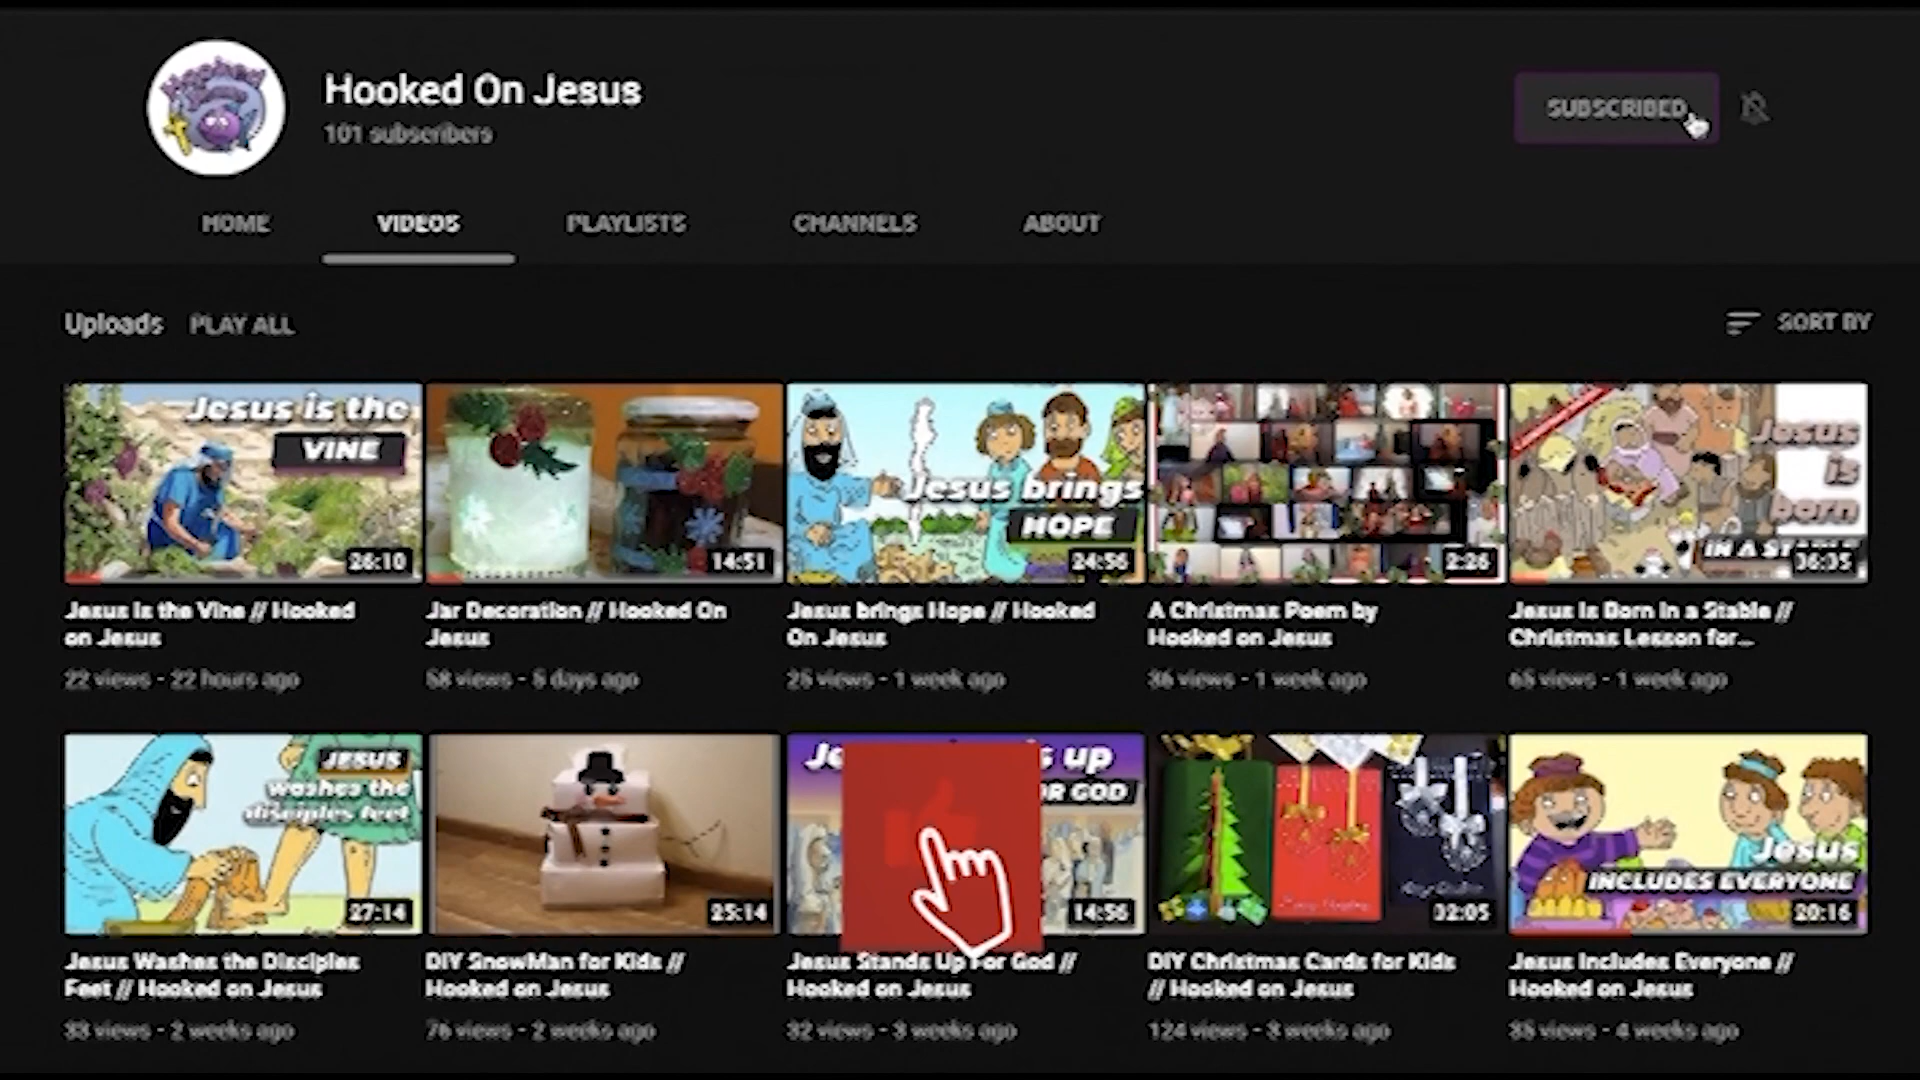 Hooked On Jesus
101 subscribers
SUBSCRIBED
HOME VIDEOS PLAYLISTS CHANNELS ABOUT
Uploads PLAY ALL
SORT BY
Jesus is the
VINE
26:10
14:51
Jesus brings
HOPE
24:56
2:26
Jesus
is
born
IN A
36:35
Jesus is the Vine // Hooked
on Jesus
22 views • 22 hours ago
Jar Decoration // Hooked On
Jesus
58 views • 5 days ago
Jesus brings Hope // Hooked
On Jesus
25 views • 1 week ago
A Christmas Poem by
Hooked on Jesus
36 views • 1 week ago
Jesus is Born in a Stable //
Christmas Lesson for...
65 views • 1 week ago
JESUS
washes the
disciples feet
27:14
25:14
up
GOD
14:56
32:05
Jesus
INCLUDES EVERYONE
20:16
Jesus Washes the Disciples
Feet // Hooked on Jesus
33 views • 2 weeks ago
DIY SnowMan for Kids //
Hooked on Jesus
76 views • 2 weeks ago
Jesus Stands Up For God //
Hooked on Jesus
32 views • 3 weeks ago
DIY Christmas Cards for Kids
// Hooked on Jesus
124 views • 3 weeks ago
Jesus Includes Everyone //
Hooked on Jesus
35 views • 4 weeks ago